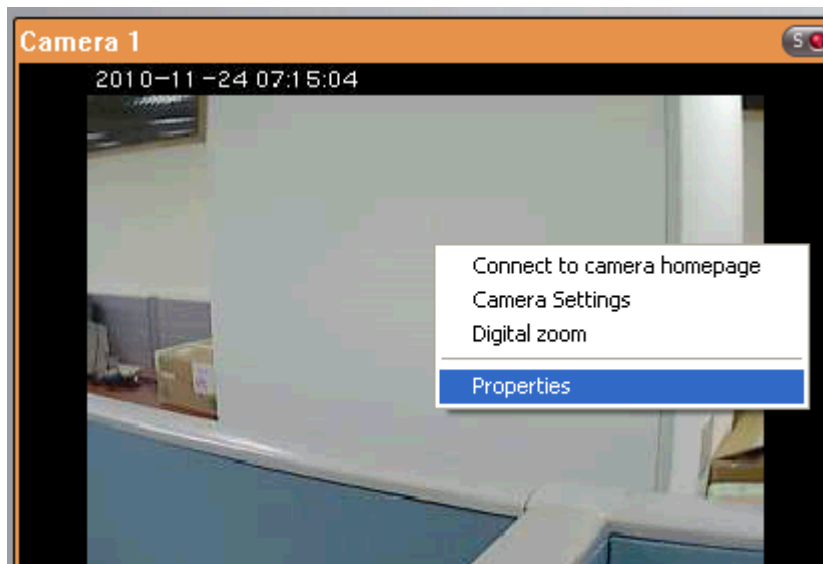 Camera 1
S
2010-11-24 07:15:04
Connect to camera homepage
Camera Settings
Digital zoom
Properties